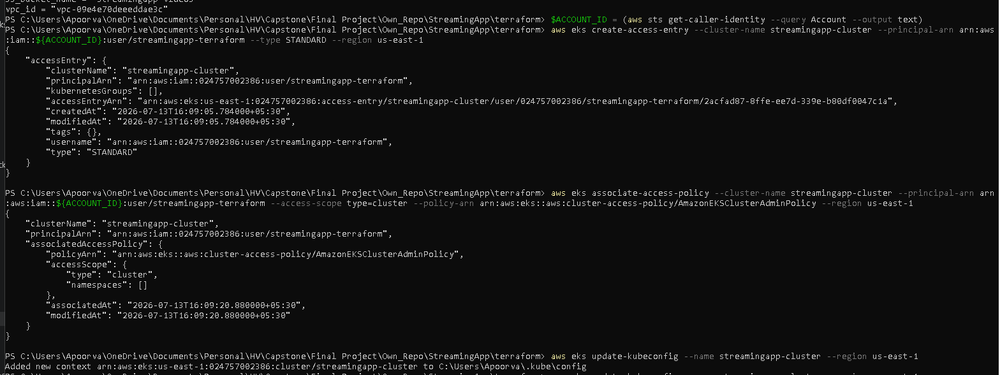 vpc_id = "vpc-09e4e70deeeddae3c"
PS C:\Users\Apoorva\OneDrive\Documents\Personal\HV\Capstone\Final Project\Own_Repo\StreamingApp\terraform> $ACCOUNT_ID = (aws sts get-caller-identity --query Account --output text)
PS C:\Users\Apoorva\OneDrive\Documents\Personal\HV\Capstone\Final Project\Own_Repo\StreamingApp\terraform> aws eks create-access-entry --cluster-name streamingapp-cluster --principal-arn arn:aws
:iam::${ACCOUNT_ID}:user/streamingapp-terraform --type STANDARD --region us-east-1
{
    "accessEntry": {
        "clusterName": "streamingapp-cluster",
        "principalArn": "arn:aws:iam::024757002386:user/streamingapp-terraform",
        "kubernetesGroups": [],
        "accessEntryArn": "arn:aws:eks:us-east-1:024757002386:access-entry/streamingapp-cluster/user/024757002386/streamingapp-terraform/2acfad87-8ffe-ee7d-339e-b80df0047c1a",
        "createdAt": "2026-07-13T16:09:05.784000+05:30",
        "modifiedAt": "2026-07-13T16:09:05.784000+05:30",
        "tags": {},
        "username": "arn:aws:iam::024757002386:user/streamingapp-terraform",
        "type": "STANDARD"
    }
}
PS C:\Users\Apoorva\OneDrive\Documents\Personal\HV\Capstone\Final Project\Own_Repo\StreamingApp\terraform> aws eks associate-access-policy --cluster-name streamingapp-cluster --principal-arn arn
:aws:iam::${ACCOUNT_ID}:user/streamingapp-terraform --access-scope type=cluster --policy-arn arn:aws:eks::aws:cluster-access-policy/AmazonEKSClusterAdminPolicy --region us-east-1
{
    "clusterName": "streamingapp-cluster",
    "principalArn": "arn:aws:iam::024757002386:user/streamingapp-terraform",
    "associatedAccessPolicy": {
        "policyArn": "arn:aws:eks::aws:cluster-access-policy/AmazonEKSClusterAdminPolicy",
        "accessScope": {
            "type": "cluster",
            "namespaces": []
        },
        "associatedAt": "2026-07-13T16:09:20.880000+05:30",
        "modifiedAt": "2026-07-13T16:09:20.880000+05:30"
    }
}
PS C:\Users\Apoorva\OneDrive\Documents\Personal\HV\Capstone\Final Project\Own_Repo\StreamingApp\terraform> aws eks update-kubeconfig --name streamingapp-cluster --region us-east-1
Added new context arn:aws:eks:us-east-1:024757002386:cluster/streamingapp-cluster to C:\Users\Apoorva\.kube\config